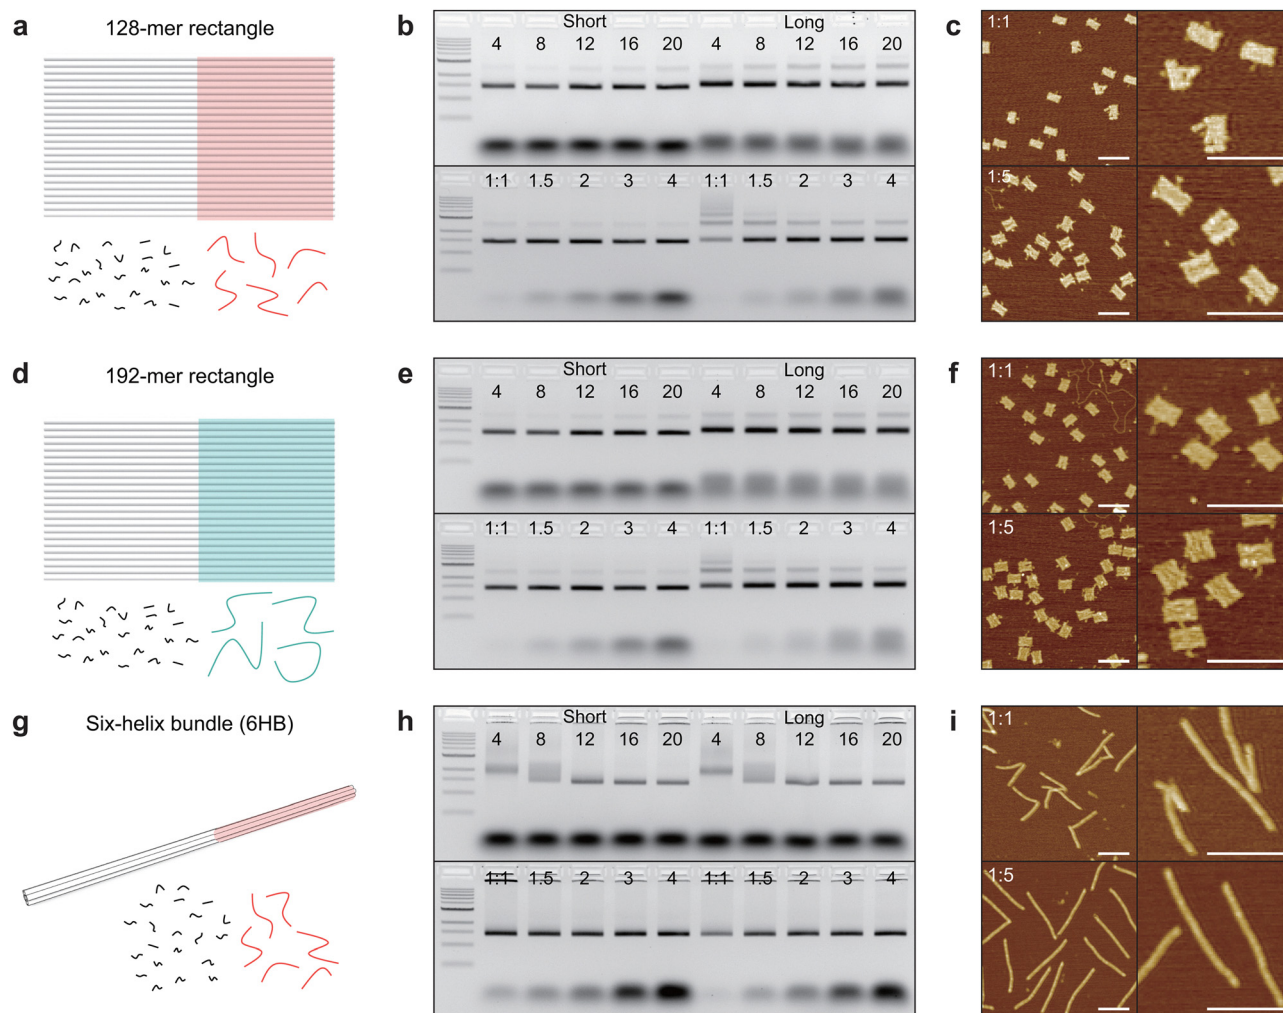 a 128-mer rectangle
b Short Long
4 8 12 16 20 4 8 12 16 20
1:1 1.5 2 3 4 1:1 1.5 2 3 4
c 1:1
1:5
d 192-mer rectangle
e Short Long
4 8 12 16 20 4 8 12 16 20
1:1 1.5 2 3 4 1:1 1.5 2 3 4
f 1:1
1:5
g Six-helix bundle (6HB)
h Short Long
4 8 12 16 20 4 8 12 16 20
1:1 1.5 2 3 4 1:1 1.5 2 3 4
i 1:1
1:5